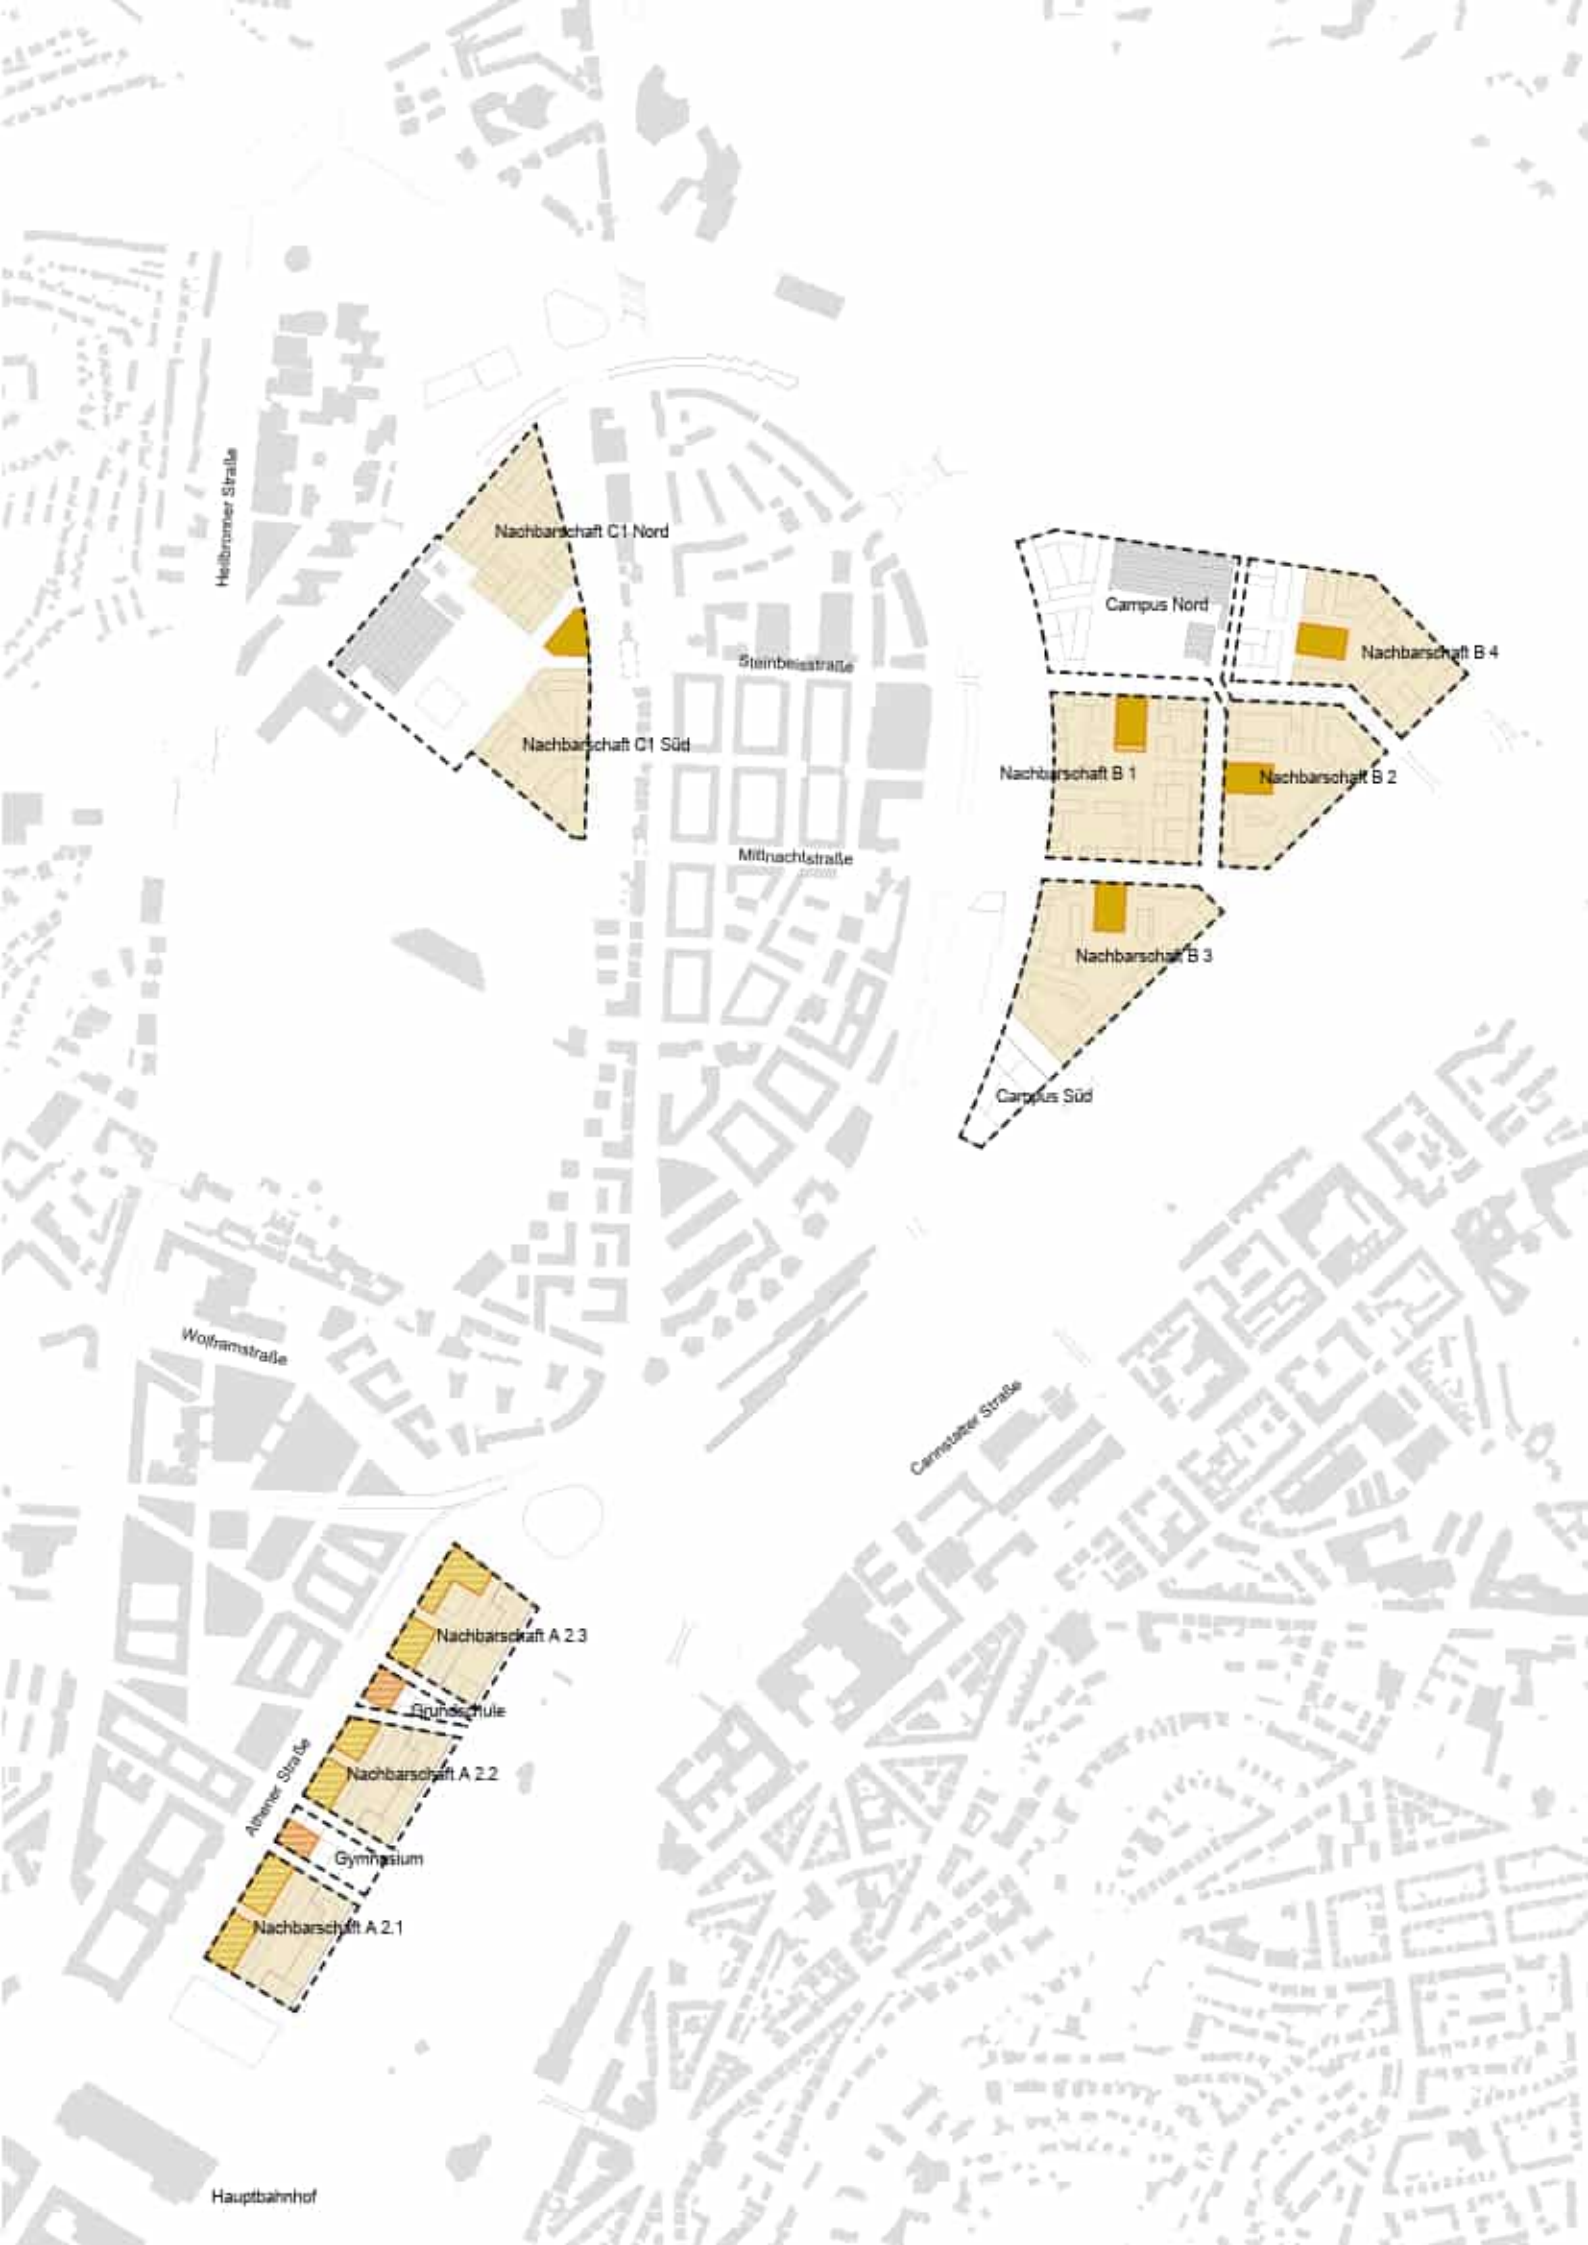 Heilbronner Straße
Nachbarschaft C1 Nord
Campus Nord
Nachbarschaft B 4
Steinbeisstraße
Nachbarschaft C1 Süd
Nachbarschaft B 1
Nachbarschaft B 2
Mittnachtstraße
Nachbarschaft B 3
Campus Süd
Wolframstraße
Cannstatter Straße
Nachbarschaft A 2.3
Grundschule
Athener Straße
Nachbarschaft A 2.2
Gymnasium
Nachbarschaft A 2.1
Hauptbahnhof